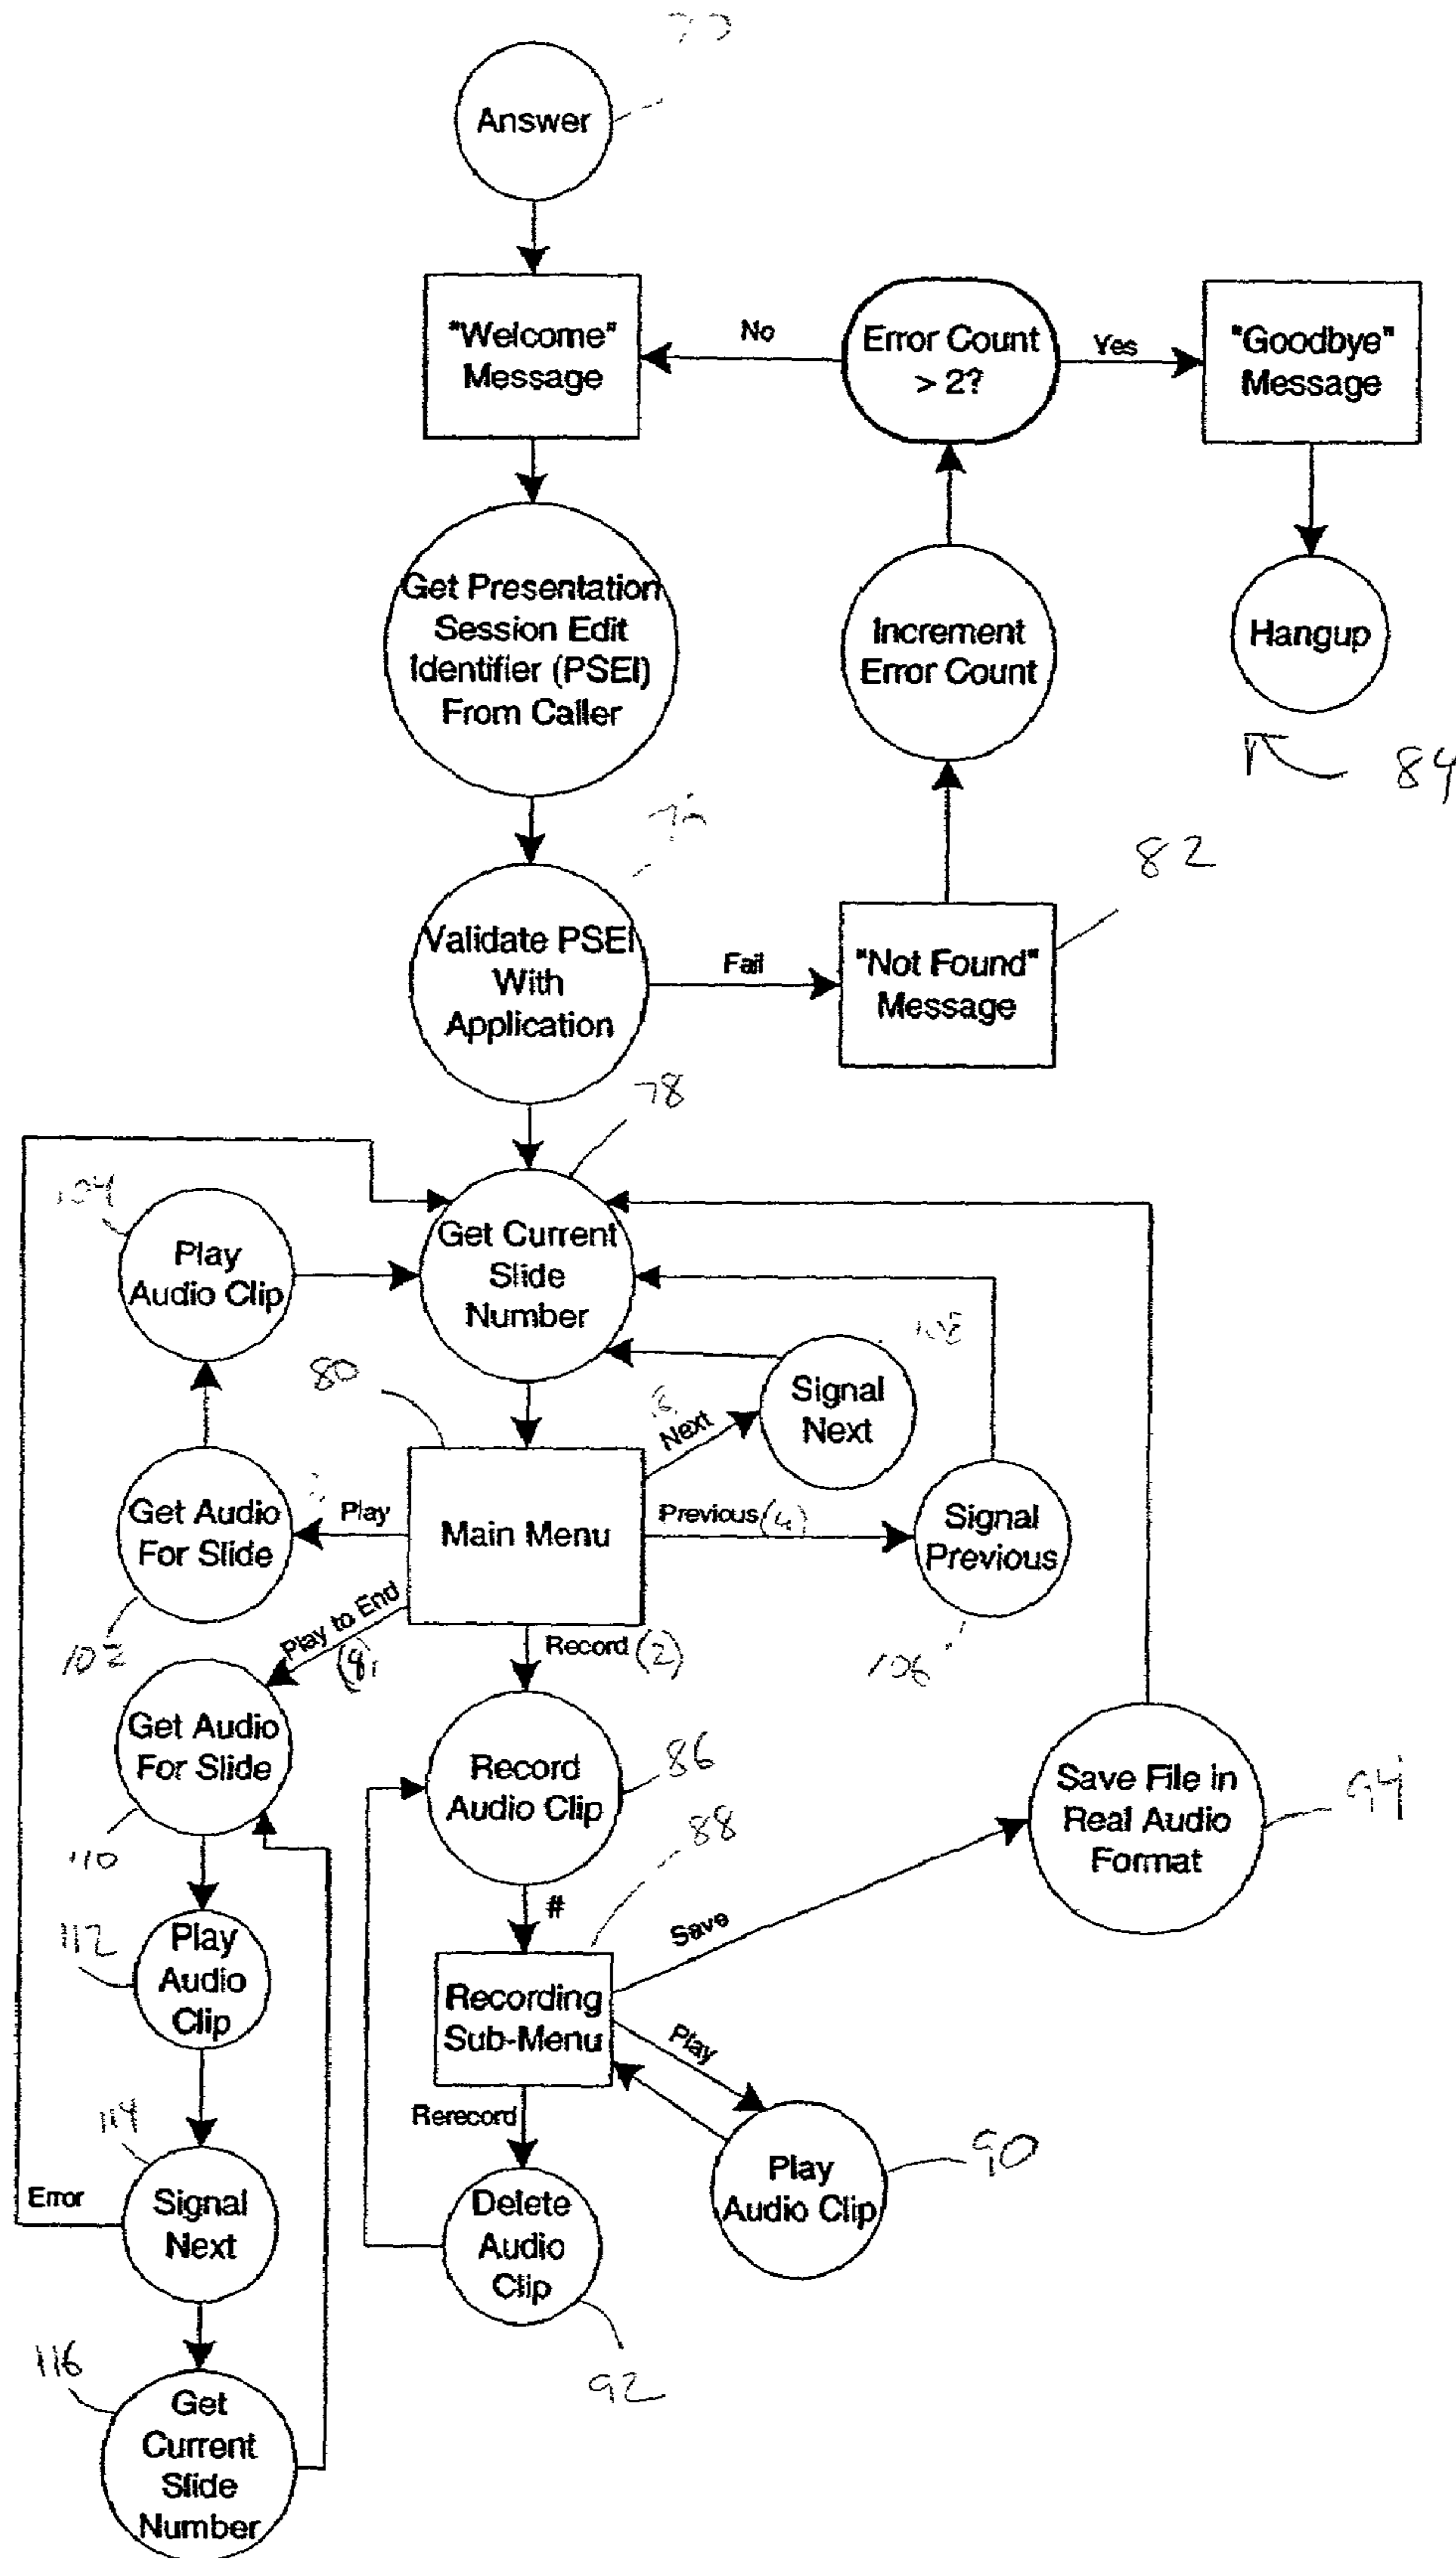 Answer
"Welcome"
Message
No
Error Count
> 2?
Yes
"Goodbye"
Message
Get Presentation
Session Edit
Identifier (PSEI)
From Caller
Increment
Error Count
Hangup
84
82
Validate PSEI
With
Application
Fail
"Not Found"
Message
78
104
Play
Audio Clip
Get Current
Slide
Number
80
Signal
Next
Next
Get Audio
For Slide
Play
Main Menu
Previous (4)
Signal
Previous
102
Play to End
Record (2)
106
Get Audio
For Slide
110
Record
Audio Clip
86
Save File in
Real Audio
Format
94
88
#
Save
112
Play
Audio
Clip
Recording
Sub-Menu
Play
Rerecord
114
Error
Signal
Next
Delete
Audio
Clip
Play
Audio Clip
90
92
116
Get
Current
Slide
Number